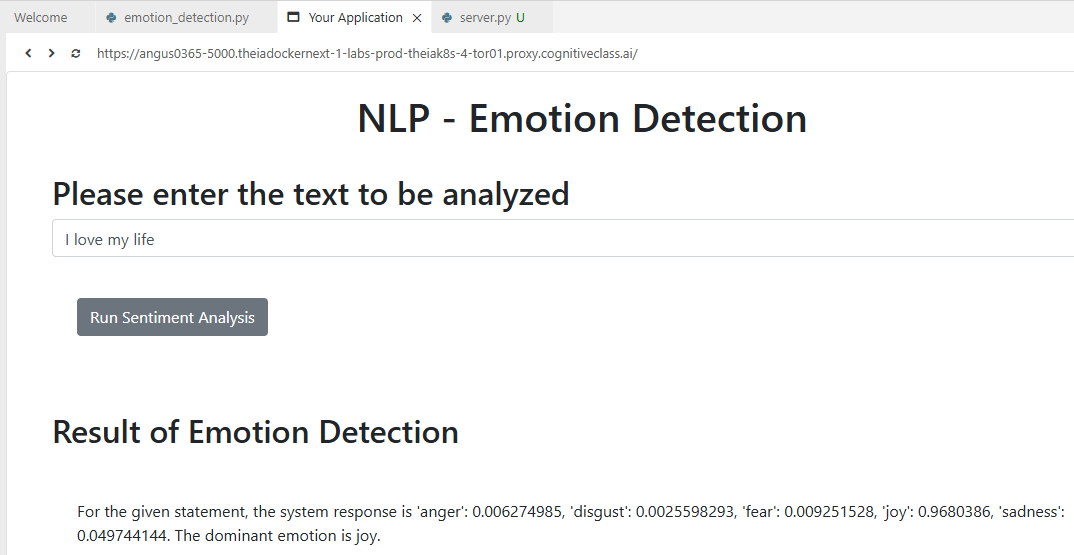 Welcome emotion_detection.py Your Application server.py U
https://angus0365-5000.theiadockernext-1-labs-prod-theiak8s-4-tor01.proxy.cognitiveclass.ai/
NLP - Emotion Detection
Please enter the text to be analyzed
I love my life
Run Sentiment Analysis
Result of Emotion Detection
For the given statement, the system response is 'anger': 0.006274985, 'disgust': 0.0025598293, 'fear': 0.009251528, 'joy': 0.9680386, 'sadness':
0.049744144. The dominant emotion is joy.